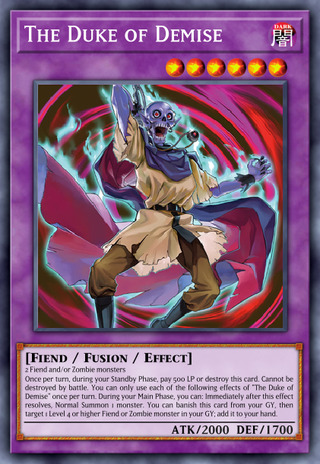 The Duke of Demise
DARK
闇
[Fiend / Fusion / Effect]
2 Fiend and/or Zombie monsters
Once per turn, during your Standby Phase, pay 500 LP or destroy this card. Cannot be
destroyed by battle. You can only use each of the following effects of "The Duke of
Demise" once per turn. During your Main Phase, you can: Immediately after this effect
resolves, Normal Summon 1 monster. You can banish this card from your GY, then
target 1 Level 4 or higher Fiend or Zombie monster in your GY; add it to your hand.
ATK/2000 DEF/1700